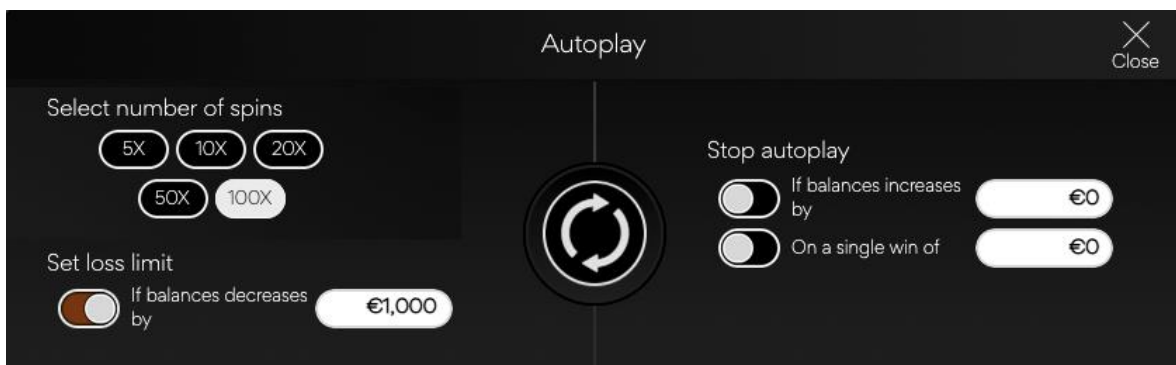 Autoplay
Close
Select number of spins
5X 10X 20X
50X 100X
Set loss limit
If balances decreases
by
€1,000
Stop autoplay
If balances increases
by
€0
On a single win of
€0